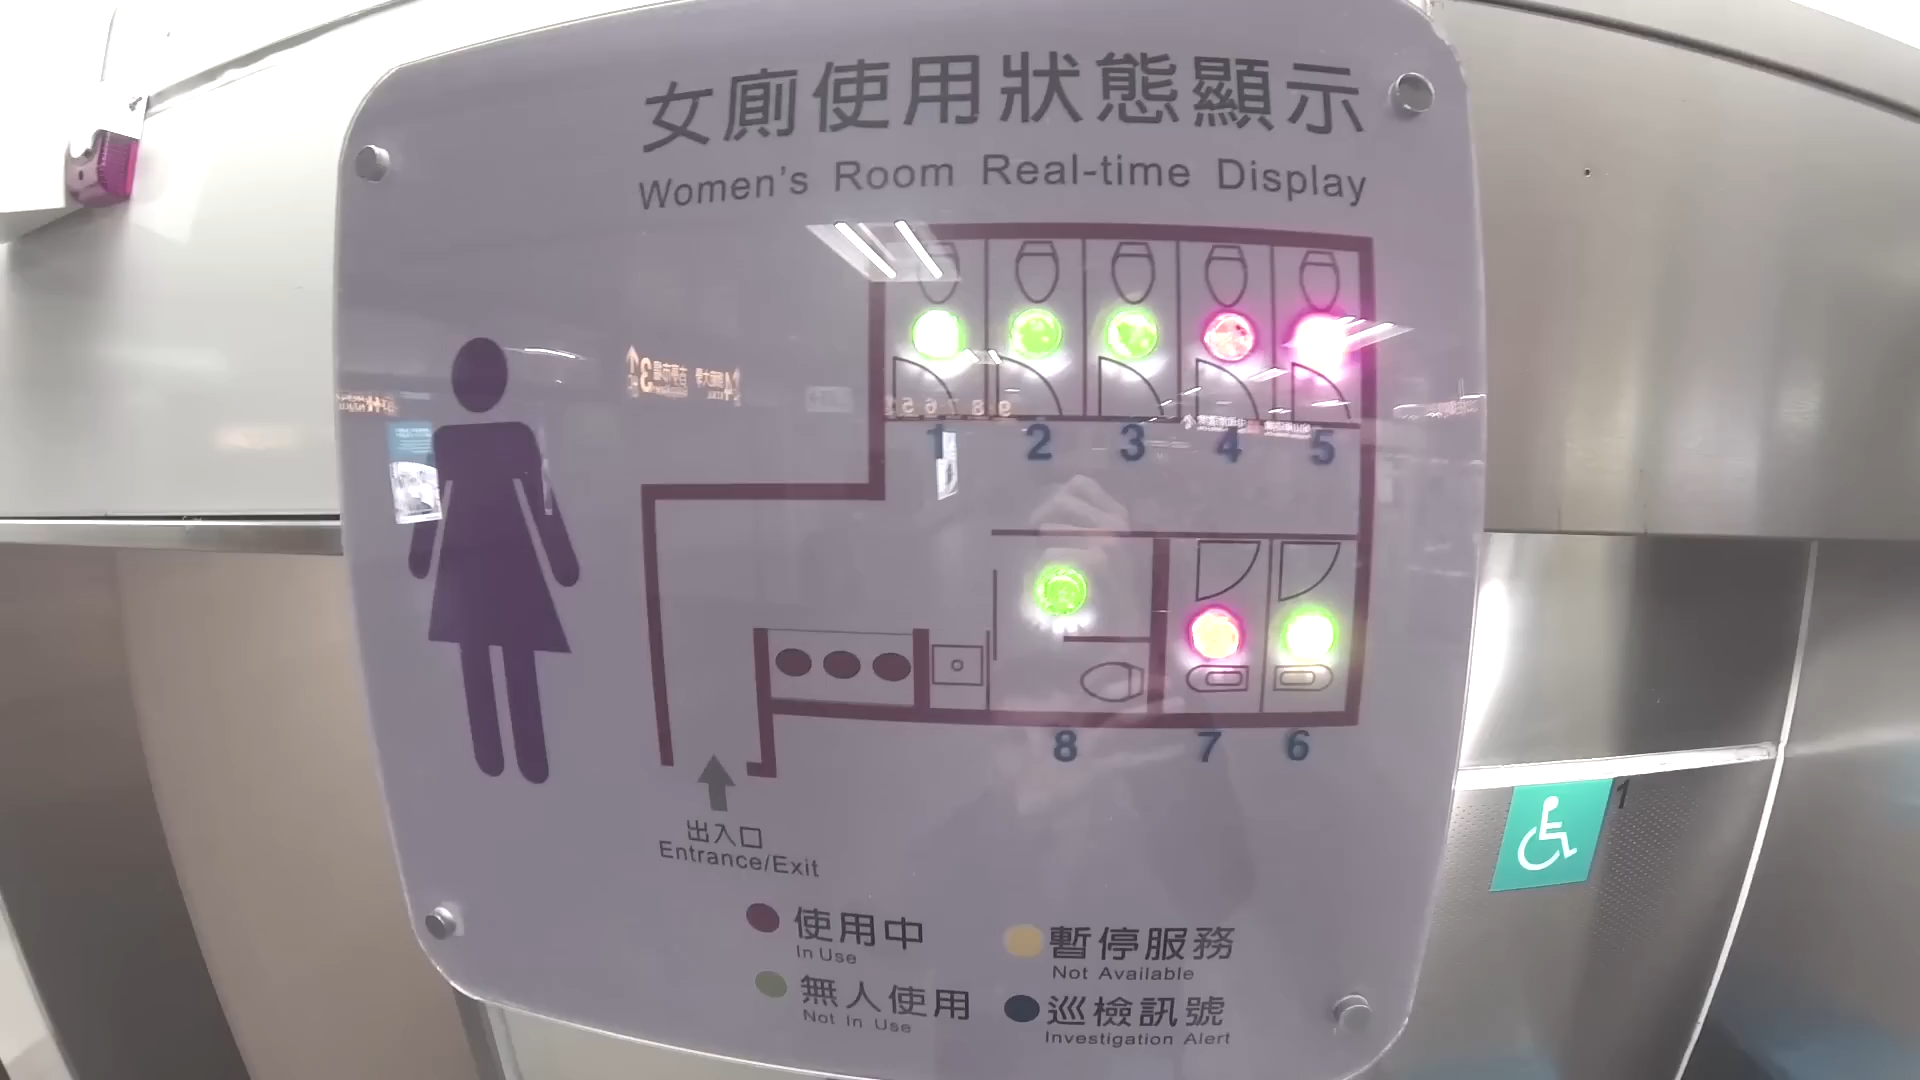 女廁使用狀態顯示
Women's Room Real-time Display
1 2 3 4 5
8 7 6
出入口
Entrance/Exit
使用中
In Use
暫停服務
Not Available
無人使用
Not In Use
巡檢訊號
Investigation Alert
1